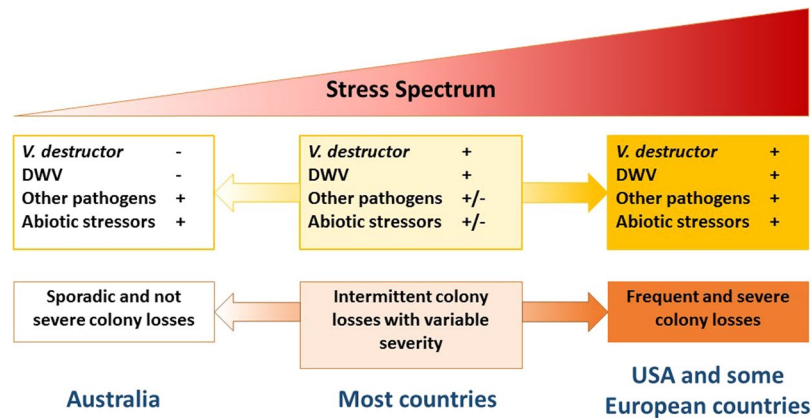 Stress Spectrum
V. destructor -
DWV -
Other pathogens +
Abiotic stressors +
V. destructor +
DWV +
Other pathogens +/-
Abiotic stressors +/-
V. destructor +
DWV +
Other pathogens +
Abiotic stressors +
Sporadic and not
severe colony losses
Intermittent colony
losses with variable
severity
Frequent and severe
colony losses
Australia
Most countries
USA and some
European countries